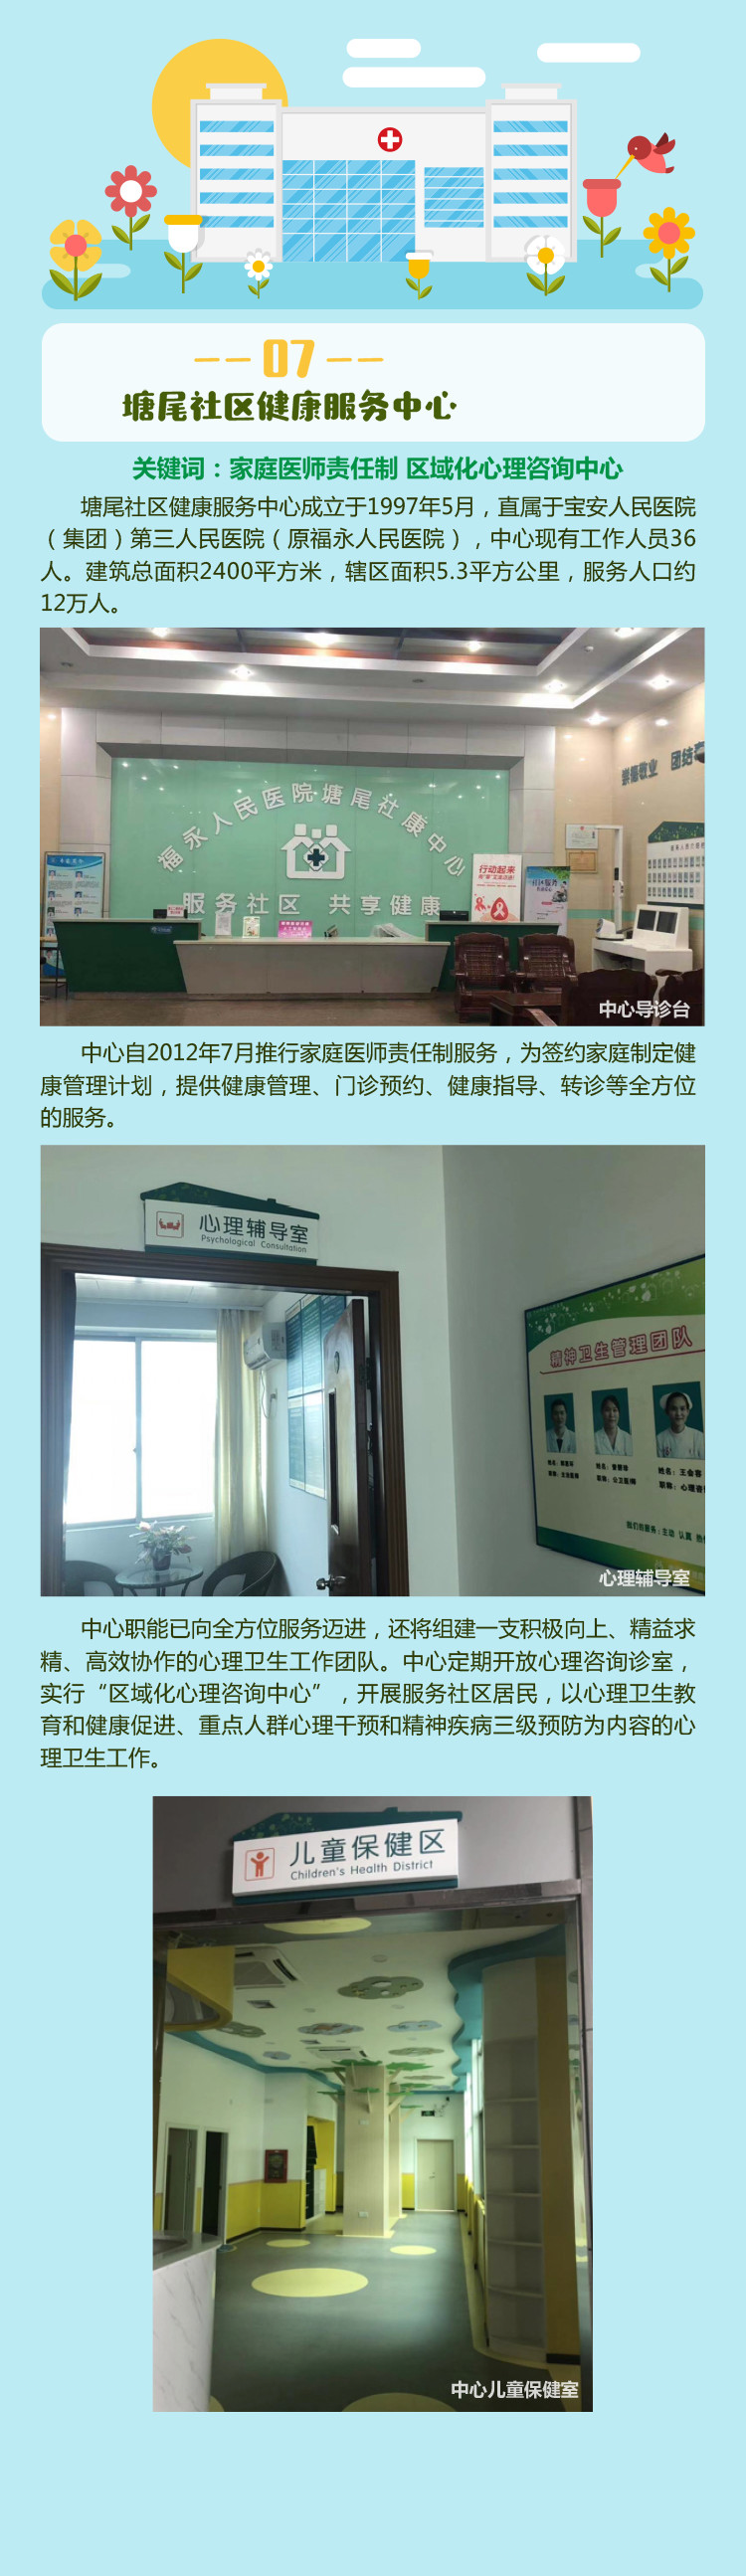 07
塘尾社区健康服务中心
关键词：家庭医师责任制 区域化心理咨询中心
塘尾社区健康服务中心成立于1997年5月，直属于宝安人民医院
（集团）第三人民医院（原福永人民医院），中心现有工作人员36
人。建筑总面积2400平方米，辖区面积5.3平方公里，服务人口约
12万人。
福永人民医院塘尾社康中心
服务社区 共享健康
行动起来
团结
中心导诊台
中心自2012年7月推行家庭医师责任制服务，为签约家庭制定健
康管理计划，提供健康管理、门诊预约、健康指导、转诊等全方位
的服务。
心理辅导室
Psychological Consultation
精神卫生管理团队
姓名：王会容
我们的服务：主动 认真
心理辅导室
中心职能已向全方位服务迈进，还将组建一支积极向上、精益求
精、高效协作的心理卫生工作团队。中心定期开放心理咨询诊室，
实行“区域化心理咨询中心”，开展服务社区居民，以心理卫生教
育和健康促进、重点人群心理干预和精神疾病三级预防为内容的心
理卫生工作。
儿童保健区
Children's Health District
中心儿童保健室